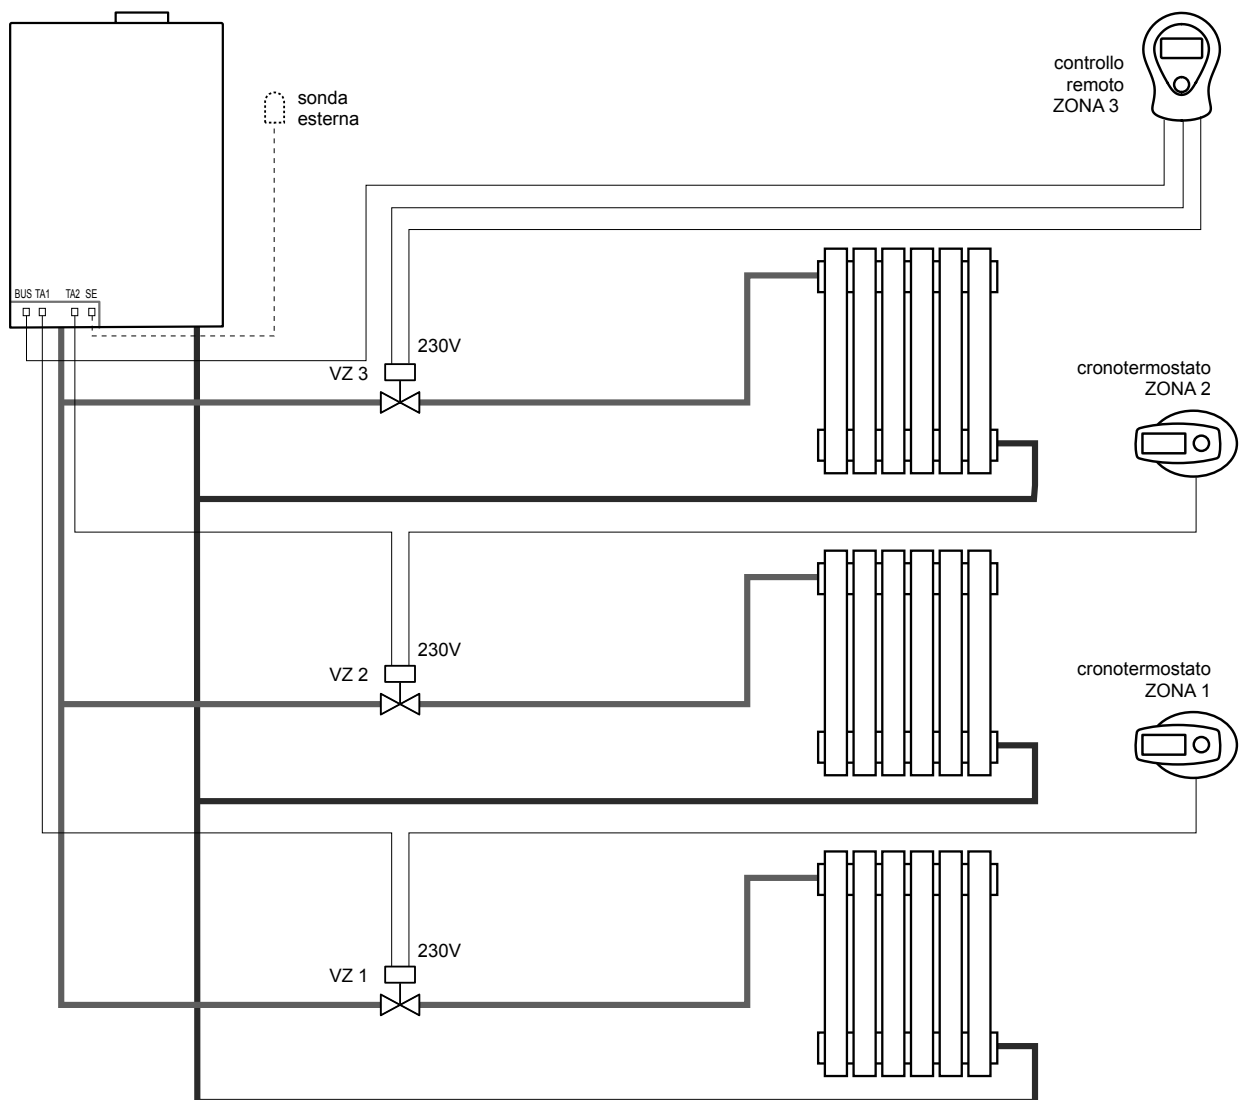 sonda
esterna
controllo
remoto
ZONA 3
BUS TA1 TA2 SE
230V
VZ 3
cronotermostato
ZONA 2
230V
VZ 2
cronotermostato
ZONA 1
230V
VZ 1